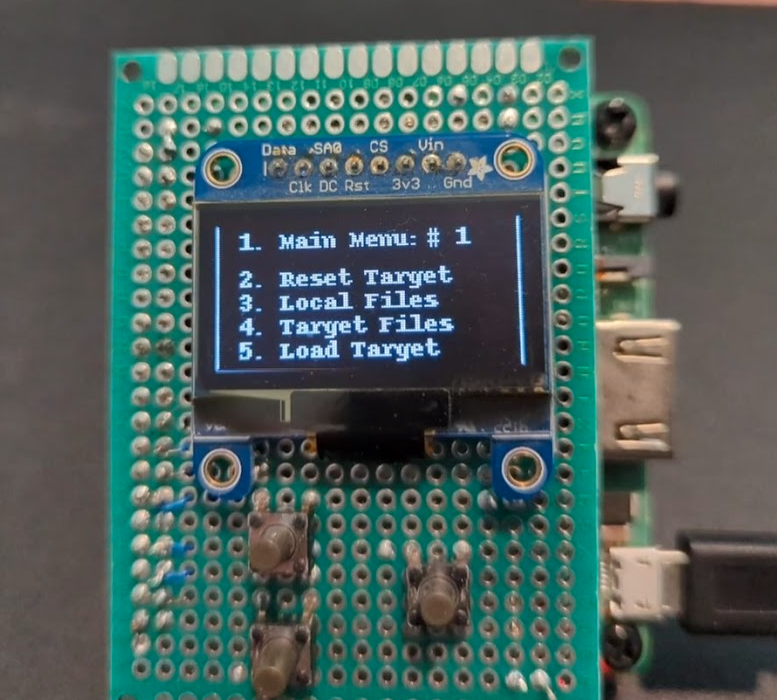 Data SA0 CS Vin
Clk DC Rst 3v3 Gnd
1. Main Menu: # 1
2. Reset Target
3. Local Files
4. Target Files
5. Load Target